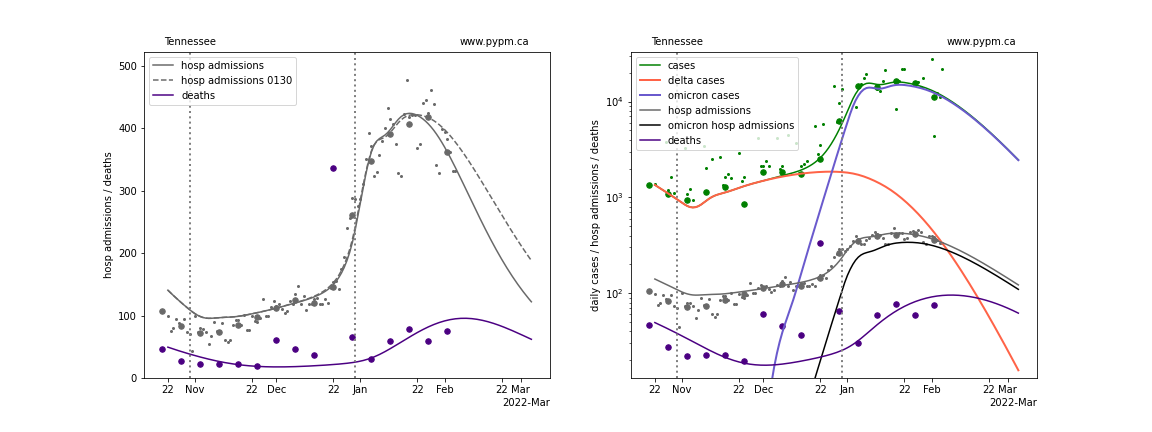 Tennessee www.pypm.ca
hosp admissions
hosp admissions 0130
deaths
hosp admissions / deaths
500
400
300
200
100
0
22 Nov 22 Dec 22 Jan 22 Feb 22 Mar
2022-Mar
Tennessee www.pypm.ca
cases
delta cases
omicron cases
hosp admissions
omicron hosp admissions
deaths
daily cases / hosp admissions / deaths
10⁴
10³
10²
22 Nov 22 Dec 22 Jan 22 Feb 22 Mar
2022-Mar